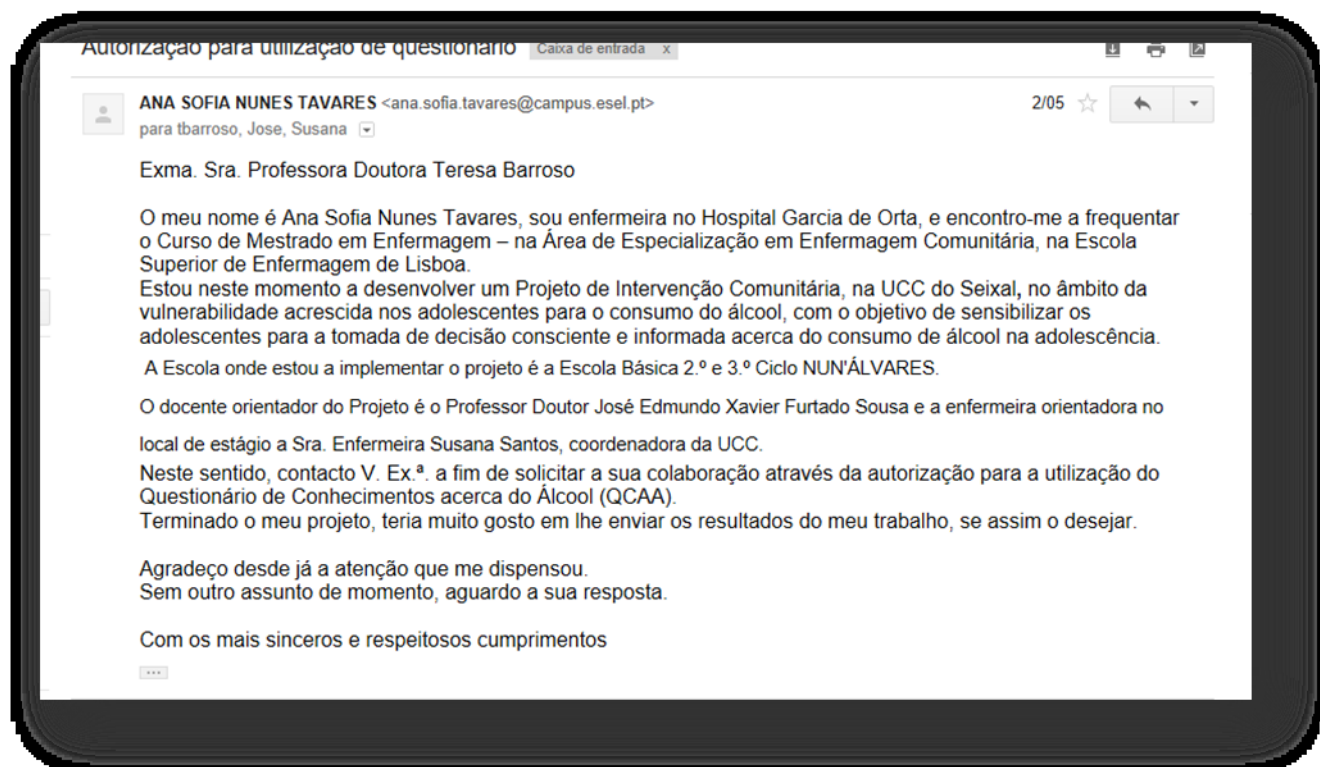 Autorização para utilização de questionário Caixa de entrada x
ANA SOFIA NUNES TAVARES <ana.sofia.tavares@campus.esel.pt> 2/05
para tbarroso, Jose, Susana
Exma. Sra. Professora Doutora Teresa Barroso
O meu nome é Ana Sofia Nunes Tavares, sou enfermeira no Hospital Garcia de Orta, e encontro-me a frequentar
o Curso de Mestrado em Enfermagem – na Área de Especialização em Enfermagem Comunitária, na Escola
Superior de Enfermagem de Lisboa.
Estou neste momento a desenvolver um Projeto de Intervenção Comunitária, na UCC do Seixal, no âmbito da
vulnerabilidade acrescida nos adolescentes para o consumo do álcool, com o objetivo de sensibilizar os
adolescentes para a tomada de decisão consciente e informada acerca do consumo de álcool na adolescência.
A Escola onde estou a implementar o projeto é a Escola Básica 2.º e 3.º Ciclo NUN'ÁLVARES.
O docente orientador do Projeto é o Professor Doutor José Edmundo Xavier Furtado Sousa e a enfermeira orientadora no
local de estágio a Sra. Enfermeira Susana Santos, coordenadora da UCC.
Neste sentido, contacto V. Ex.ª. a fim de solicitar a sua colaboração através da autorização para a utilização do
Questionário de Conhecimentos acerca do Álcool (QCAA).
Terminado o meu projeto, teria muito gosto em lhe enviar os resultados do meu trabalho, se assim o desejar.
Agradeço desde já a atenção que me dispensou.
Sem outro assunto de momento, aguardo a sua resposta.
Com os mais sinceros e respeitosos cumprimentos